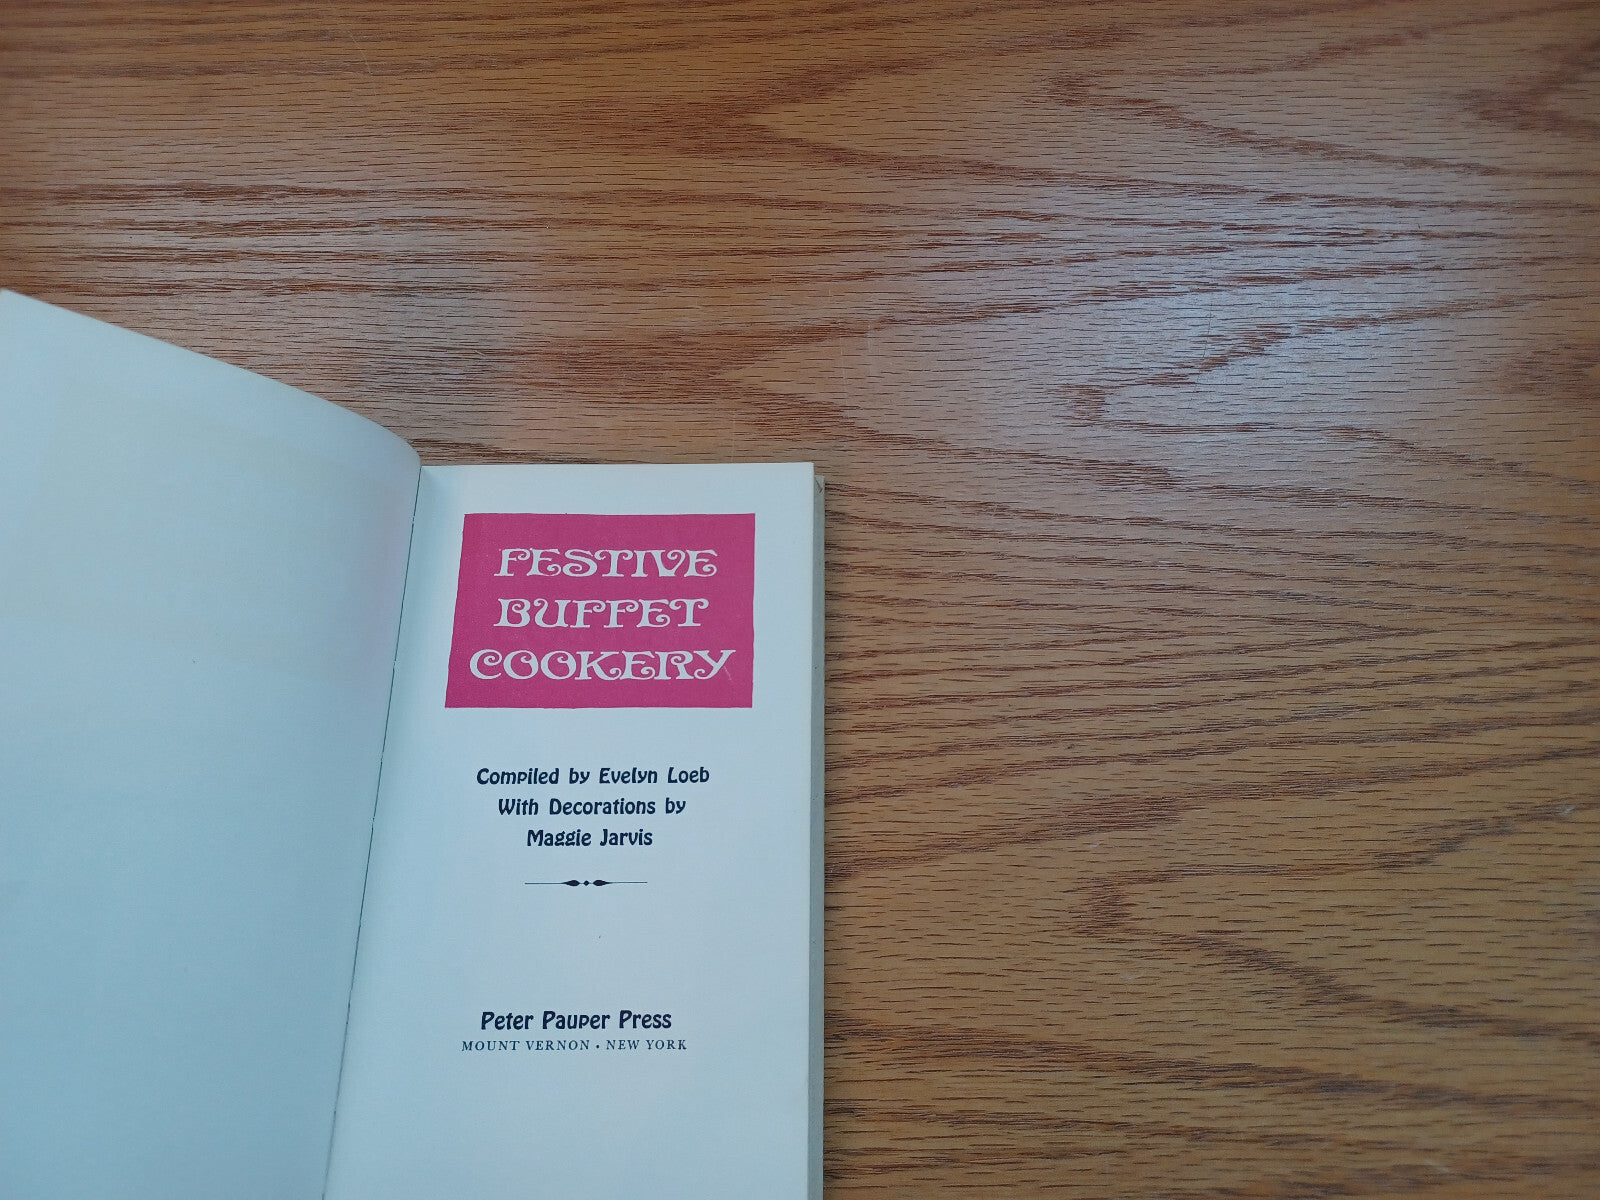 FESTIVE
BUFFET
COOKERY
Compiled by Evelyn Loeb
With Decorations by
Maggie Jarvis
Peter Pauper Press
MOUNT VERNON • NEW YORK